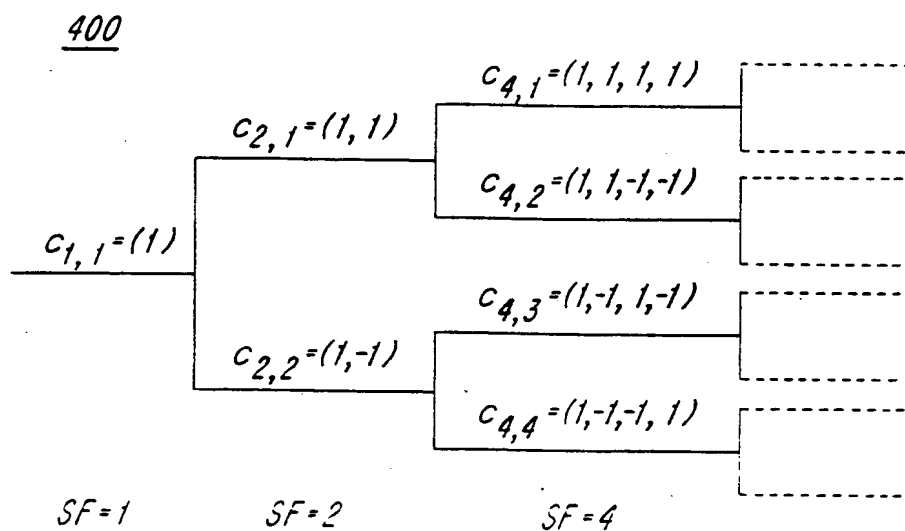 400
c4,1=(1, 1, 1, 1)
c2,1=(1, 1)
c4,2=(1, 1,-1,-1)
c1,1=(1)
c4,3=(1,-1, 1,-1)
c2,2=(1,-1)
c4,4=(1,-1,-1, 1)
SF=1
SF=2
SF=4